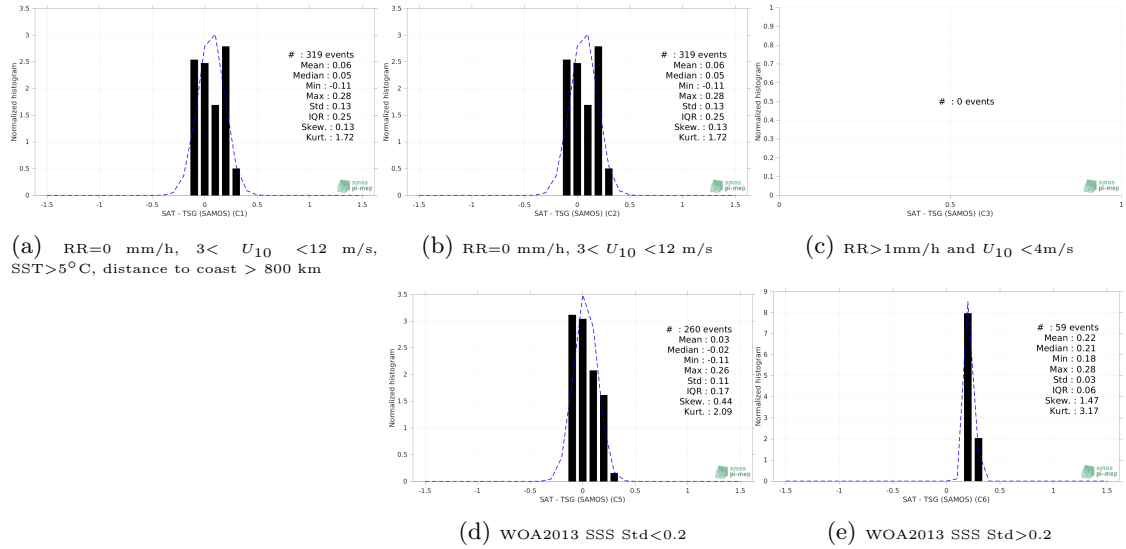 3.5
3
2.5
2
1.5
1
0.5
0
Normalized histogram
# : 319 events
Mean : 0.06
Median : 0.05
Min : -0.11
Max : 0.28
Std : 0.13
IQR : 0.25
Skew. : 0.13
Kurt. : 1.72
smos
pi-mep
-1.5 -1 -0.5 0 0.5 1 1.5
SAT - TSG (SAMOS) (C1)
(a) RR=0 mm/h, 3< U10 <12 m/s,
SST>5°C, distance to coast > 800 km
3.5
3
2.5
2
1.5
1
0.5
0
Normalized histogram
# : 319 events
Mean : 0.06
Median : 0.05
Min : -0.11
Max : 0.28
Std : 0.13
IQR : 0.25
Skew. : 0.13
Kurt. : 1.72
smos
pi-mep
-1.5 -1 -0.5 0 0.5 1 1.5
SAT - TSG (SAMOS) (C2)
(b) RR=0 mm/h, 3< U10 <12 m/s
1
0.9
0.8
0.7
0.6
0.5
0.4
0.3
0.2
0.1
0
Normalized histogram
# : 0 events
smos
pi-mep
0 0.5 1
SAT - TSG (SAMOS) (C3)
(c) RR>1mm/h and U10 <4m/s
3.5
3
2.5
2
1.5
1
0.5
0
Normalized histogram
# : 260 events
Mean : 0.03
Median : -0.02
Min : -0.11
Max : 0.26
Std : 0.11
IQR : 0.17
Skew. : 0.44
Kurt. : 2.09
smos
pi-mep
-1.5 -1 -0.5 0 0.5 1 1.5
SAT - TSG (SAMOS) (C5)
(d) WOA2013 SSS Std<0.2
9
8
7
6
5
4
3
2
1
0
Normalized histogram
# : 59 events
Mean : 0.22
Median : 0.21
Min : 0.18
Max : 0.28
Std : 0.03
IQR : 0.06
Skew. : 1.47
Kurt. : 3.17
smos
pi-mep
-1.5 -1 -0.5 0 0.5 1 1.5
SAT - TSG (SAMOS) (C6)
(e) WOA2013 SSS Std>0.2